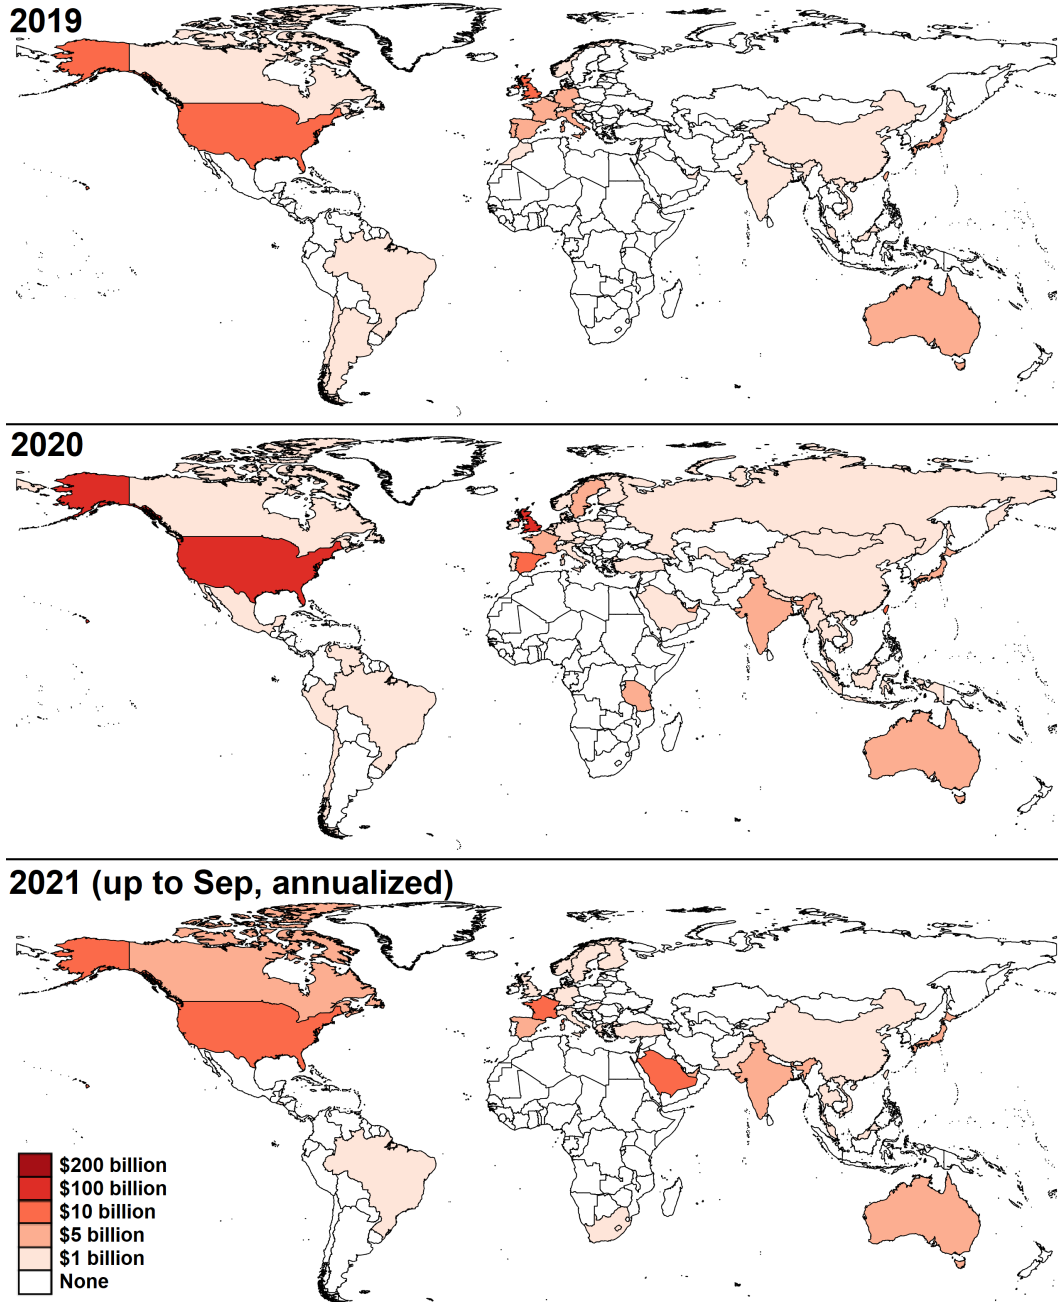 2019
2020
2021 (up to Sep, annualized)
$200 billion
$100 billion
$10 billion
$5 billion
$1 billion
None